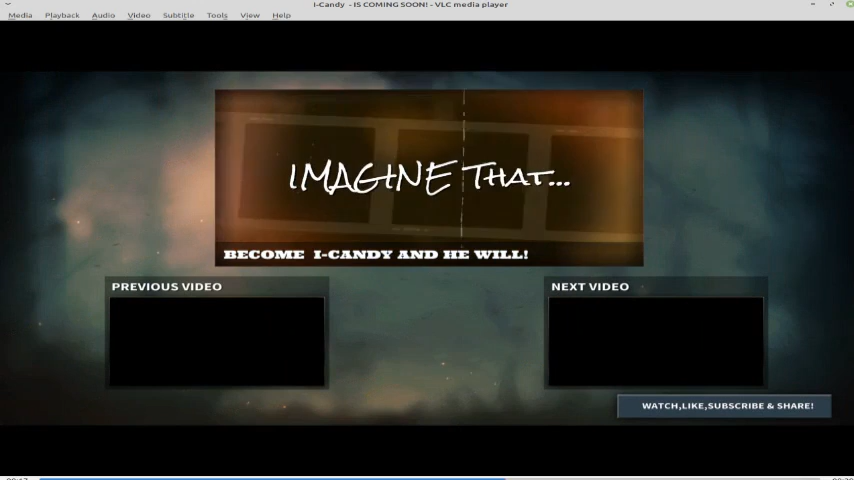 I-Candy - IS COMING SOON! - VLC media player
Media Playback Audio Video Subtitle Tools View Help
IMAGINE THAT...
BECOME I-CANDY AND HE WILL!
PREVIOUS VIDEO
NEXT VIDEO
WATCH,LIKE,SUBSCRIBE & SHARE!